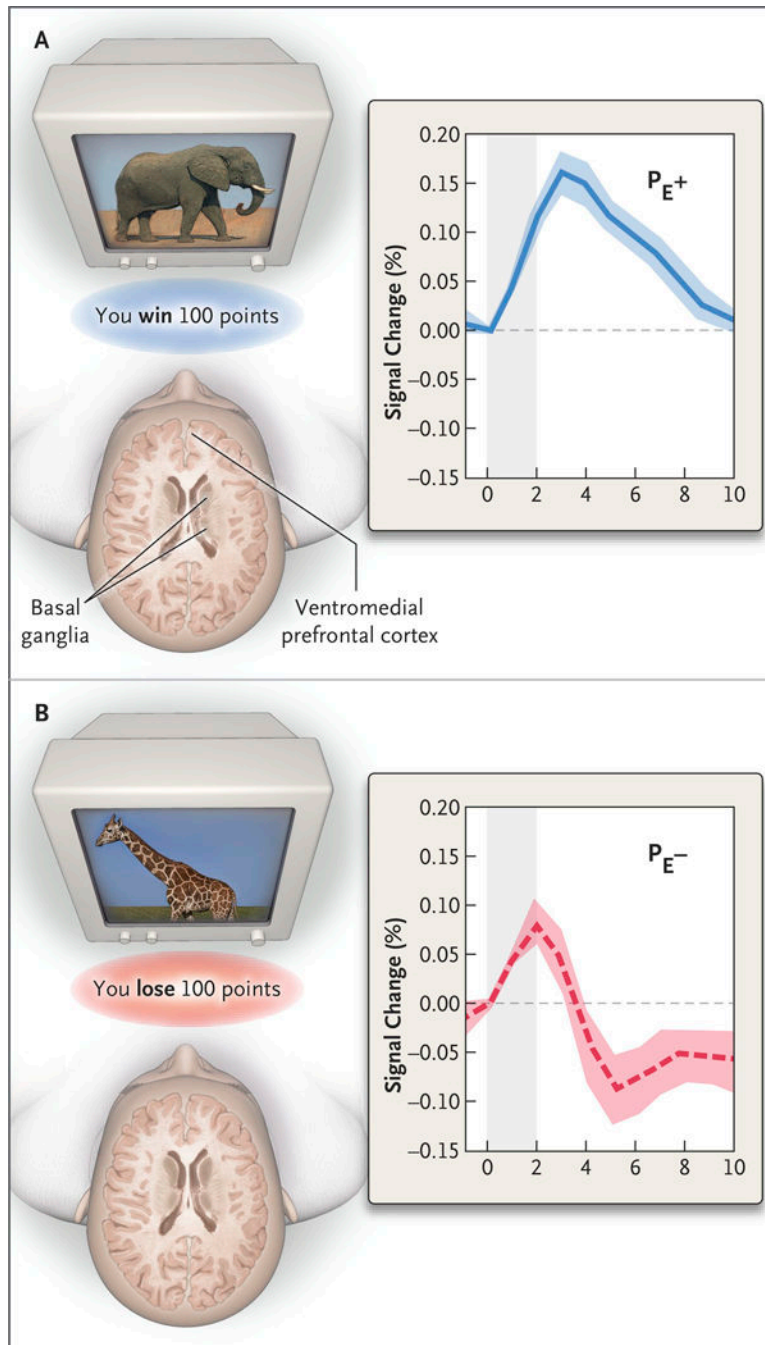 A
You win 100 points
Basal
ganglia
Ventromedial
prefrontal cortex
Signal Change (%)
0.20
0.15
0.10
0.05
0.00
−0.05
−0.10
−0.15
0 2 4 6 8 10
PE+
B
You lose 100 points
Signal Change (%)
0.20
0.15
0.10
0.05
0.00
−0.05
−0.10
−0.15
0 2 4 6 8 10
PE−